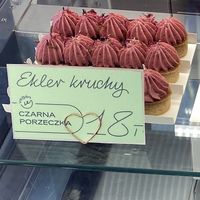 Ekler kruchy
CZARNA
PORZECZKA
18,-